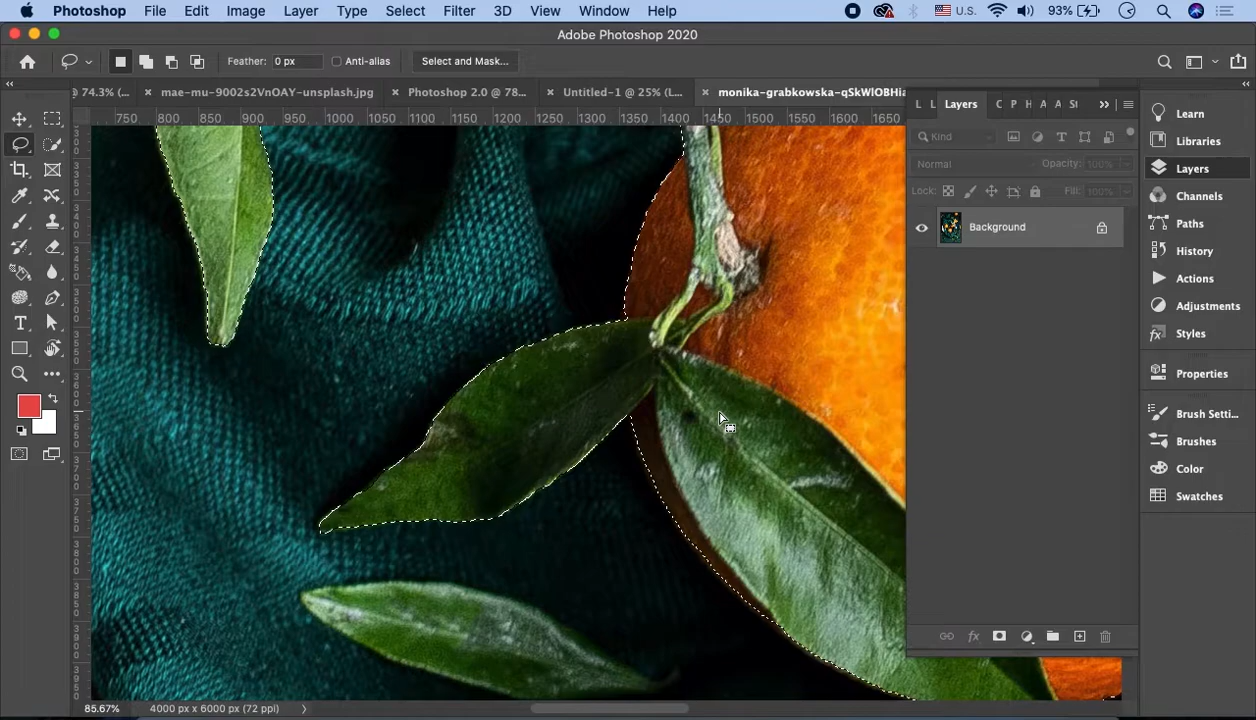 Photoshop File Edit Image Layer Type Select Filter 3D View Window Help U.S. 93%
Adobe Photoshop 2020
Feather: 0 px Anti-alias Select and Mask...
@ 74.3% (... × mae-mu-9002s2VnOAY-unsplash.jpg × Photoshop 2.0 @ 78... × Untitled-1 @ 25% (L... × monika-grabkowska-qSkWlOBHia
L L Layers C P H A A St
750 800 850 900 950 1000 1050 1100 1150 1200 1250 1300 1350 1400 1450 1500 1550 1600 1650
Kind
Normal Opacity: 100%
Lock: Fill: 100%
Background
Learn
Libraries
Layers
Channels
Paths
History
Actions
Adjustments
Styles
Properties
Brush Setti...
Brushes
Color
Swatches
fx
85.67% 4000 px x 6000 px (72 ppi)